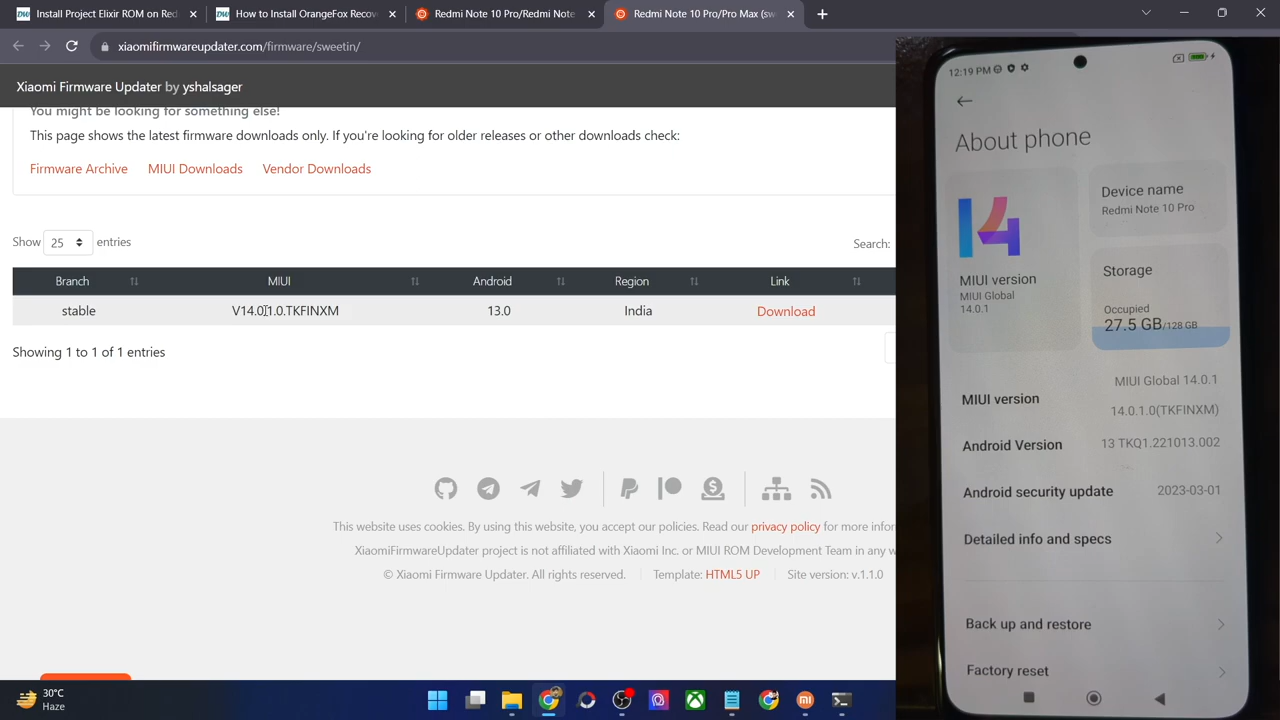 Install Project Elixir ROM on Red
How to Install OrangeFox Recov
Redmi Note 10 Pro/Redmi Note
Redmi Note 10 Pro/Pro Max (sw
xiaomifirmwareupdater.com/firmware/sweetin/
Xiaomi Firmware Updater by yshalsager
You might be looking for something else!
This page shows the latest firmware downloads only. If you're looking for older releases or other downloads check:
Firmware Archive MIUI Downloads Vendor Downloads
Show 25 entries Search:
Branch MIUI Android Region Link
stable V14.0.1.0.TKFINXM 13.0 India Download
Showing 1 to 1 of 1 entries
This website uses cookies. By using this website, you accept our policies. Read our privacy policy for more infor
XiaomiFirmwareUpdater project is not affiliated with Xiaomi Inc. or MIUI ROM Development Team in any w
© Xiaomi Firmware Updater. All rights reserved. Template: HTML5 UP Site version: v.1.1.0
30°C
Haze
12:19 PM
About phone
14
MIUI version
MIUI Global
14.0.1
Device name
Redmi Note 10 Pro
Storage
Occupied
27.5 GB/128 GB
MIUI version MIUI Global 14.0.1
14.0.1.0(TKFINXM)
Android Version 13 TKQ1.221013.002
Android security update 2023-03-01
Detailed info and specs
Back up and restore
Factory reset